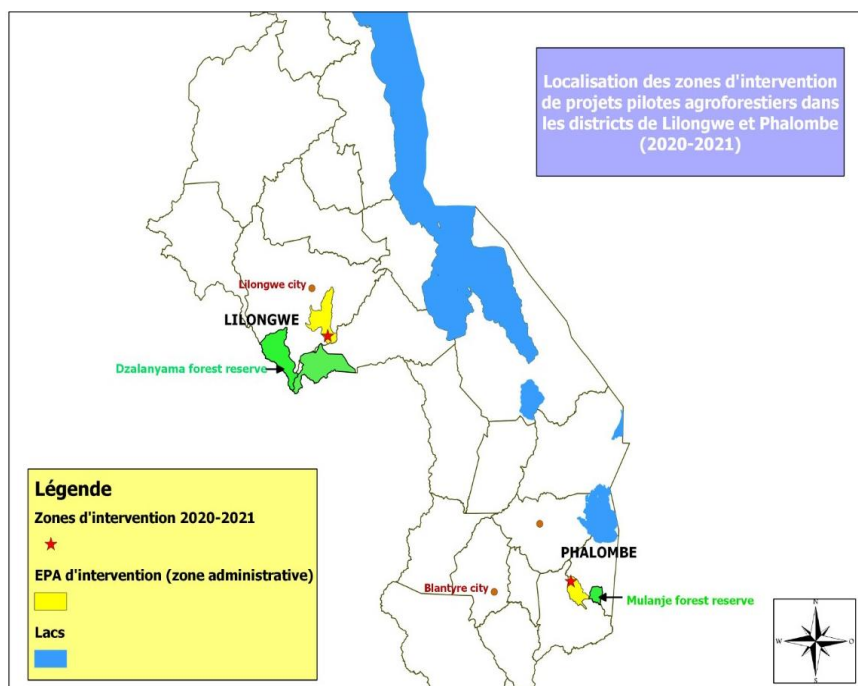 Localisation des zones d'intervention
de projets pilotes agroforestiers dans
les districts de Lilongwe et Phalombe
(2020-2021)
Lilongwe city
LILONGWE
Dzalanyama forest reserve
PHALOMBE
Blantyre city
Mulanje forest reserve
Légende
Zones d'intervention 2020-2021
EPA d'intervention (zone administrative)
Lacs
N
W
O
S